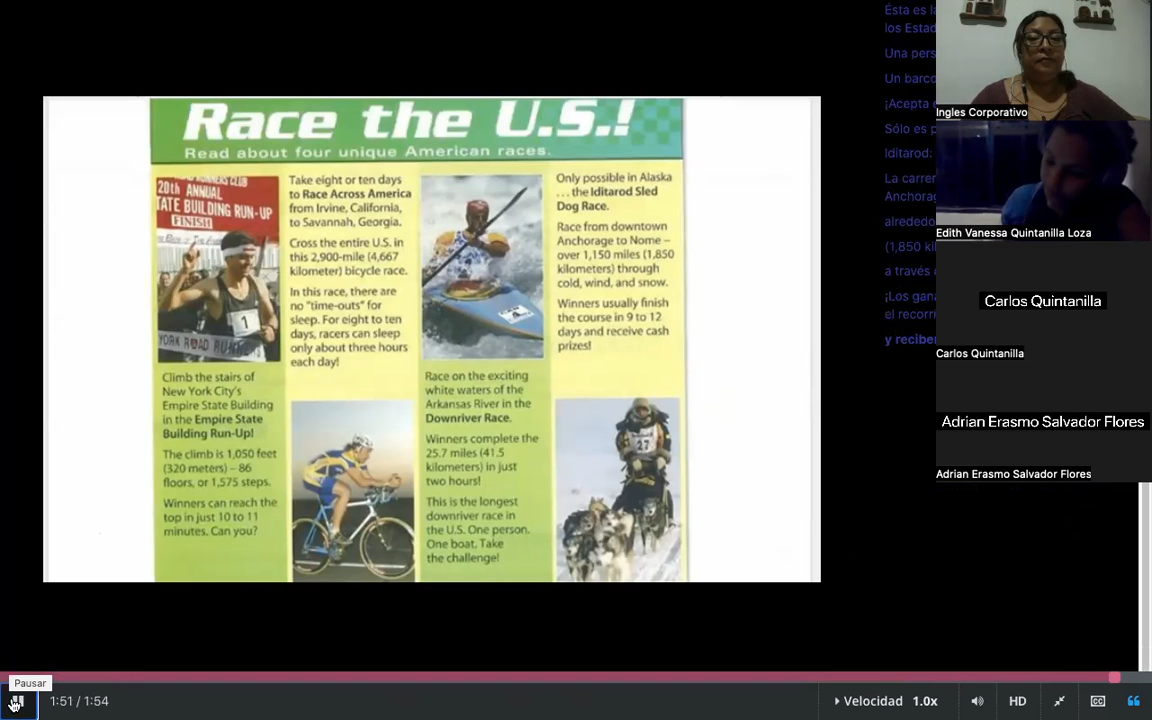 Race the U.S.!
Read about four unique American races.
20th ANNUAL
TATE BUILDING RUN-UP
FINISH
1
YORK ROAD RUNN
Climb the stairs of
New York City's
Empire State Building
in the Empire State
Building Run-Up!
The climb is 1,050 feet
(320 meters) – 86
floors, or 1,575 steps.
Winners can reach the
top in just 10 to 11
minutes. Can you?
Take eight or ten days
to Race Across America
from Irvine, California,
to Savannah, Georgia.
Cross the entire U.S. in
this 2,900-mile (4,667
kilometer) bicycle race.
In this race, there are
no "time-outs" for
sleep. For eight to ten
days, racers can sleep
only about three hours
each day!
Race on the exciting
white waters of the
Arkansas River in the
Downriver Race.
Winners complete the
25.7 miles (41.5
kilometers) in just
two hours!
This is the longest
downriver race in
the U.S. One person.
One boat. Take
the challenge!
Only possible in Alaska
. . . the Iditarod Sled
Dog Race.
Race from downtown
Anchorage to Nome –
over 1,150 miles (1,850
kilometers) through
cold, wind, and snow.
Winners usually finish
the course in 9 to 12
days and receive cash
prizes!
27
Ésta es la
los Estad
Una pers
Un barco
¡Acepta
Sólo es p
Iditarod:
La carrer
Anchorag
alrededo
(1,850 ki
a través
¡Los gana
el recorri
y reciber
Ingles Corporativo
Edith Vanessa Quintanilla Loza
Carlos Quintanilla
Carlos Quintanilla
Adrian Erasmo Salvador Flores
Adrian Erasmo Salvador Flores
Pausar
1:51 / 1:54
Velocidad 1.0x
HD
CC